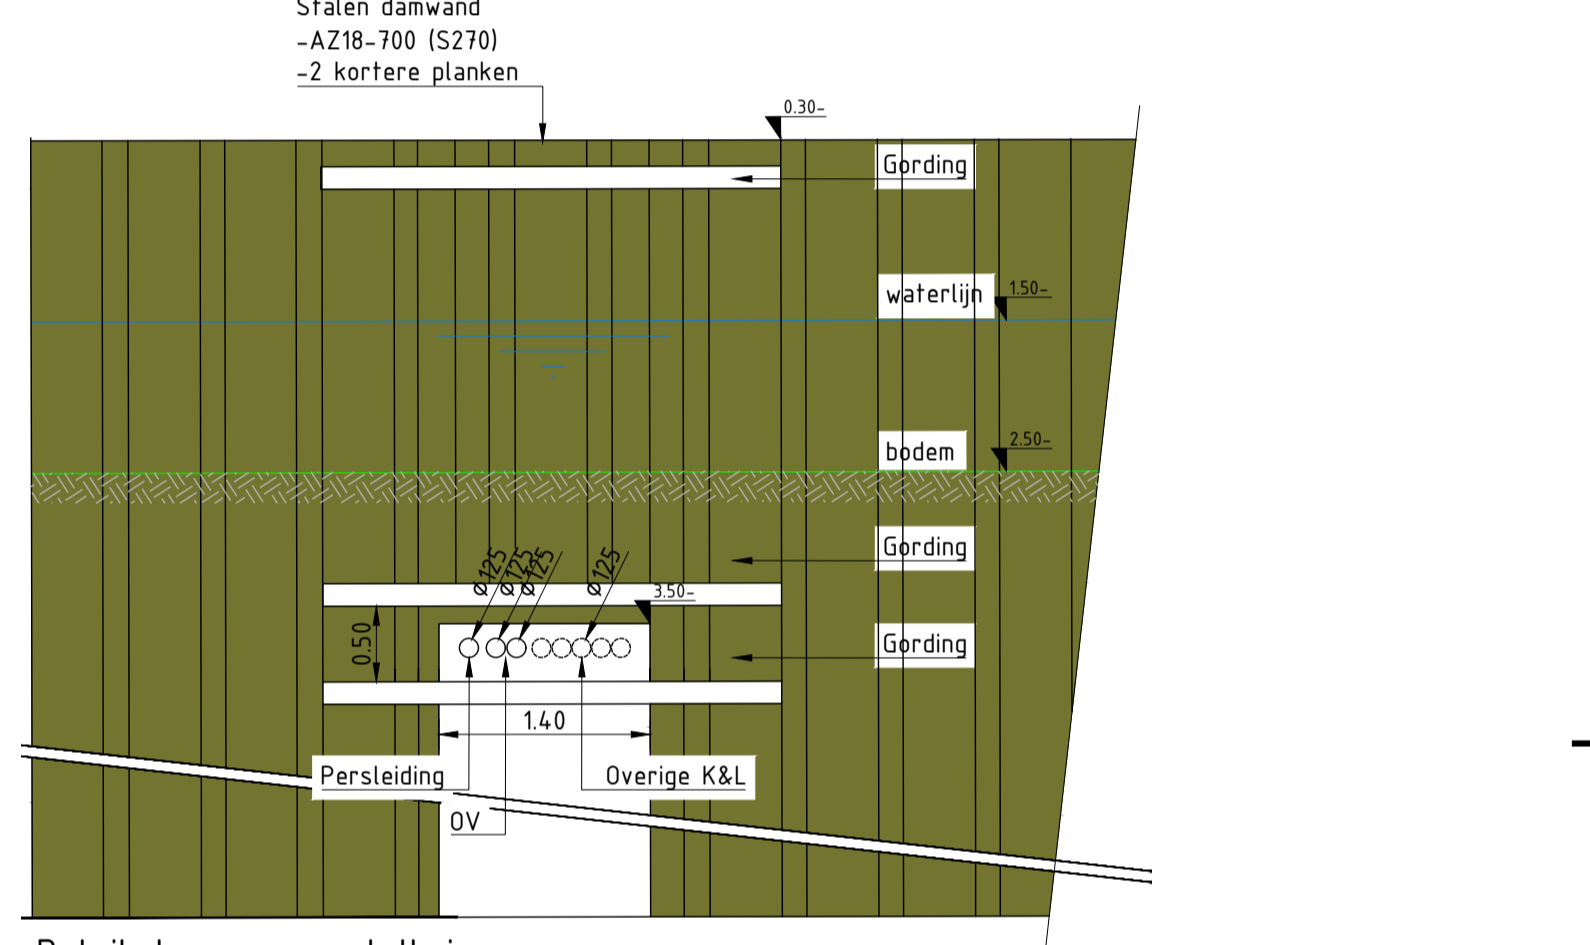 Stalen damwand
-AZ18-700 (S270)
-2 kortere planken
0.30-
Gording
waterlijn
1.50-
bodem
2.50-
Gording
Ø125
Ø125
Ø125
Ø125
3.50-
0.50
Gording
1.40
Persleiding
Overige K&L
OV